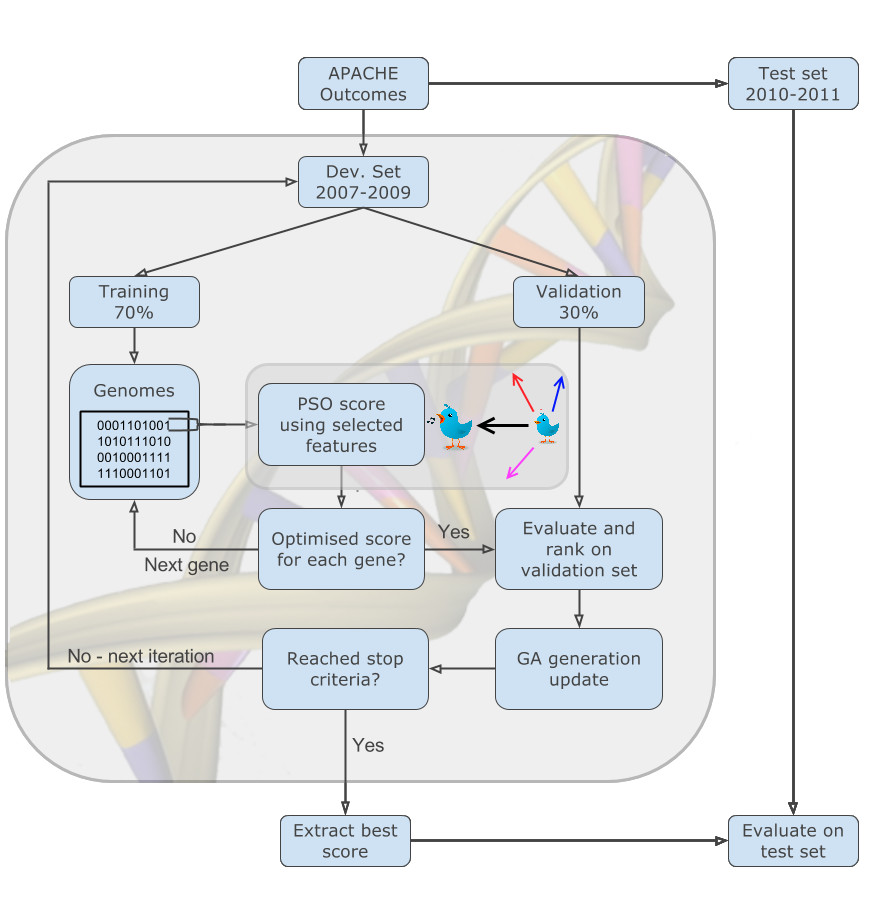 APACHE
Outcomes
Test set
2010-2011
Dev. Set
2007-2009
Training
70%
Validation
30%
Genomes
0001101001
1010111010
0010001111
1110001101
PSO score
using selected
features
No
Next gene
Optimised score
for each gene?
Yes
Evaluate and
rank on
validation set
No - next iteration
Reached stop
criteria?
GA generation
update
Yes
Extract best
score
Evaluate on
test set